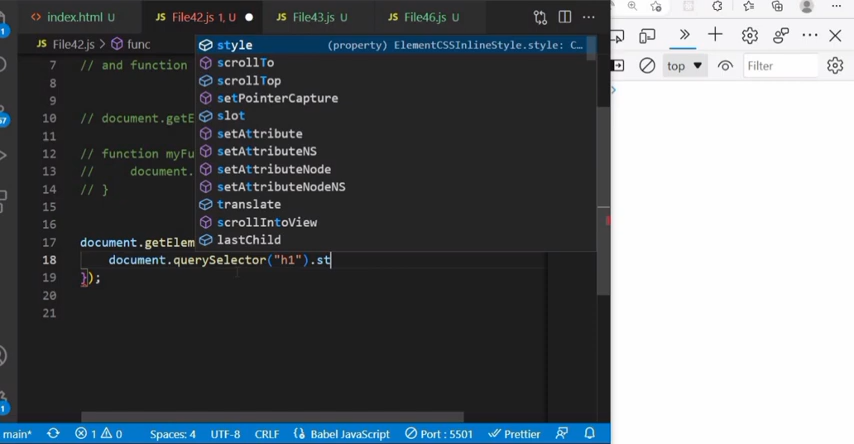 index.html U
JS File42.js 1, U
JS File43.js U
JS File46.js U
JS File42.js > func
7 // and function
8
9
10 // document.getE
11
12 // function myFu
13 // document.
14 // }
15
16
17 document.getElem
18 document.querySelector("h1").st
19 });
20
21
style (property) ElementCSSInlineStyle.style: C…
scrollTo
scrollTop
setPointerCapture
slot
setAttribute
setAttributeNS
setAttributeNode
setAttributeNodeNS
translate
scrollIntoView
lastChild
top
Filter
main* 1 0 Spaces: 4 UTF-8 CRLF Babel JavaScript Port : 5501 Prettier